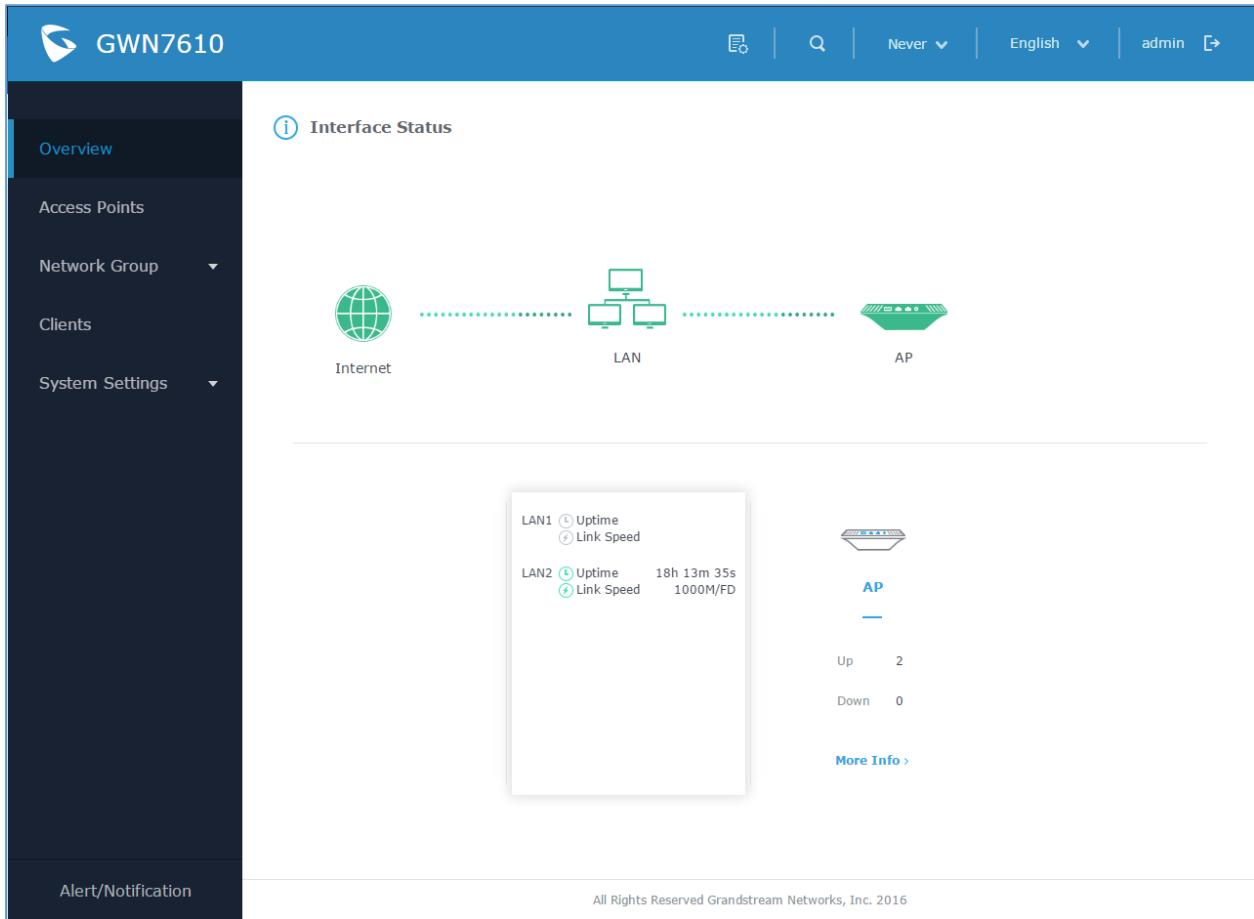 GWN7610
Never
English
admin
Overview
Access Points
Network Group
Clients
System Settings
Alert/Notification
Interface Status
Internet
LAN
AP
LAN1 Uptime
Link Speed
LAN2 Uptime 18h 13m 35s
Link Speed 1000M/FD
AP
Up 2
Down 0
More Info ›
All Rights Reserved Grandstream Networks, Inc. 2016